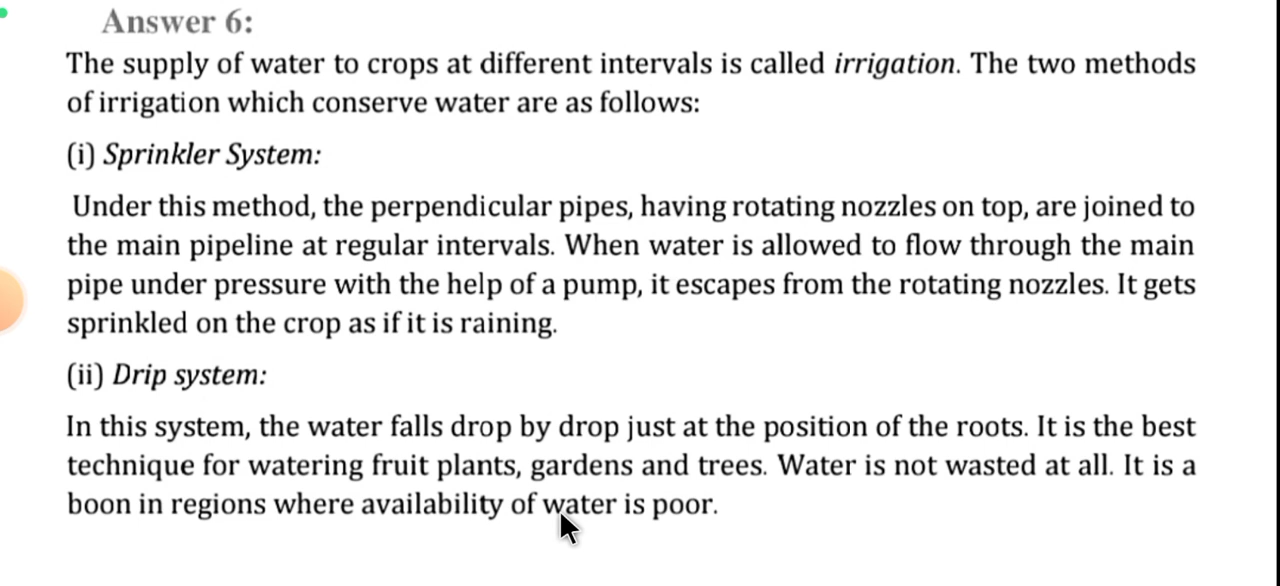 Answer 6:
The supply of water to crops at different intervals is called irrigation. The two methods
of irrigation which conserve water are as follows:
(i) Sprinkler System:
Under this method, the perpendicular pipes, having rotating nozzles on top, are joined to
the main pipeline at regular intervals. When water is allowed to flow through the main
pipe under pressure with the help of a pump, it escapes from the rotating nozzles. It gets
sprinkled on the crop as if it is raining.
(ii) Drip system:
In this system, the water falls drop by drop just at the position of the roots. It is the best
technique for watering fruit plants, gardens and trees. Water is not wasted at all. It is a
boon in regions where availability of water is poor.